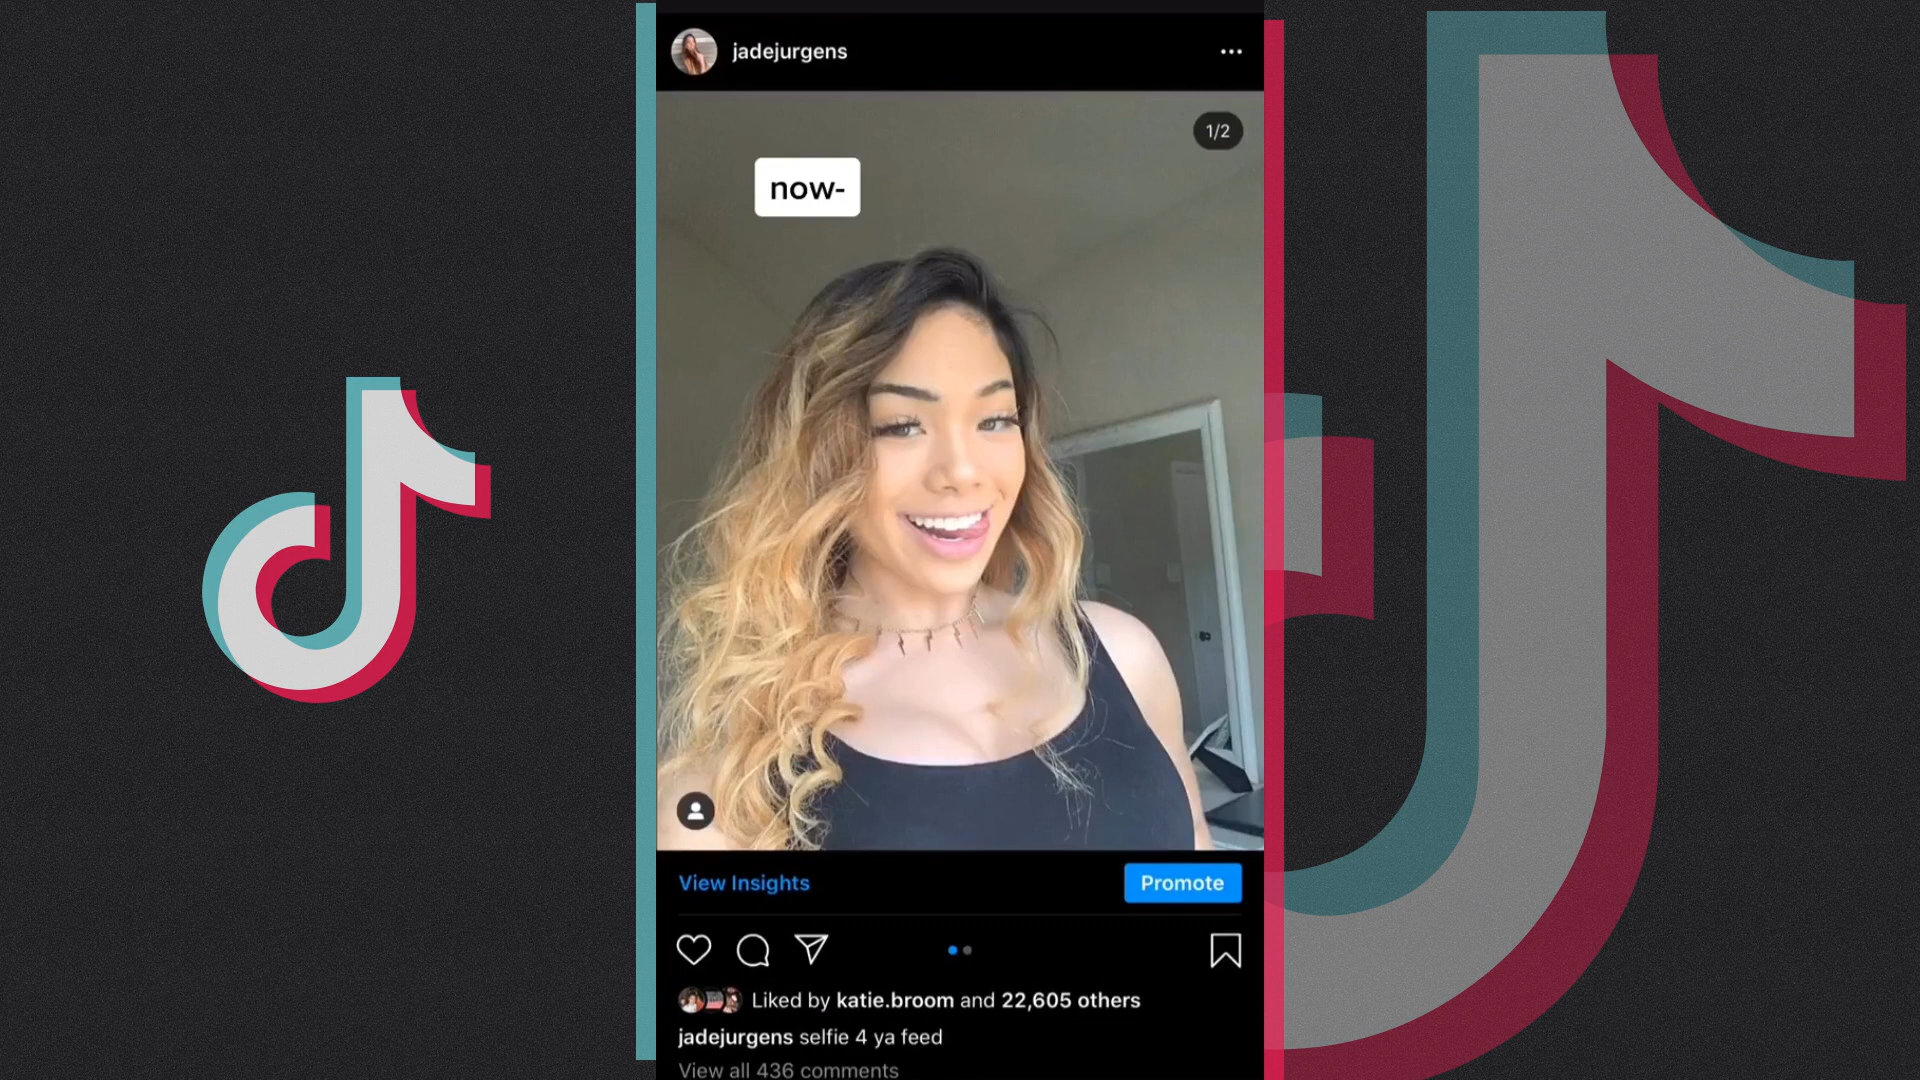 jadejurgens
1/2
now-
View Insights
Promote
Liked by katie.broom and 22,605 others
jadejurgens selfie 4 ya feed
View all 436 comments